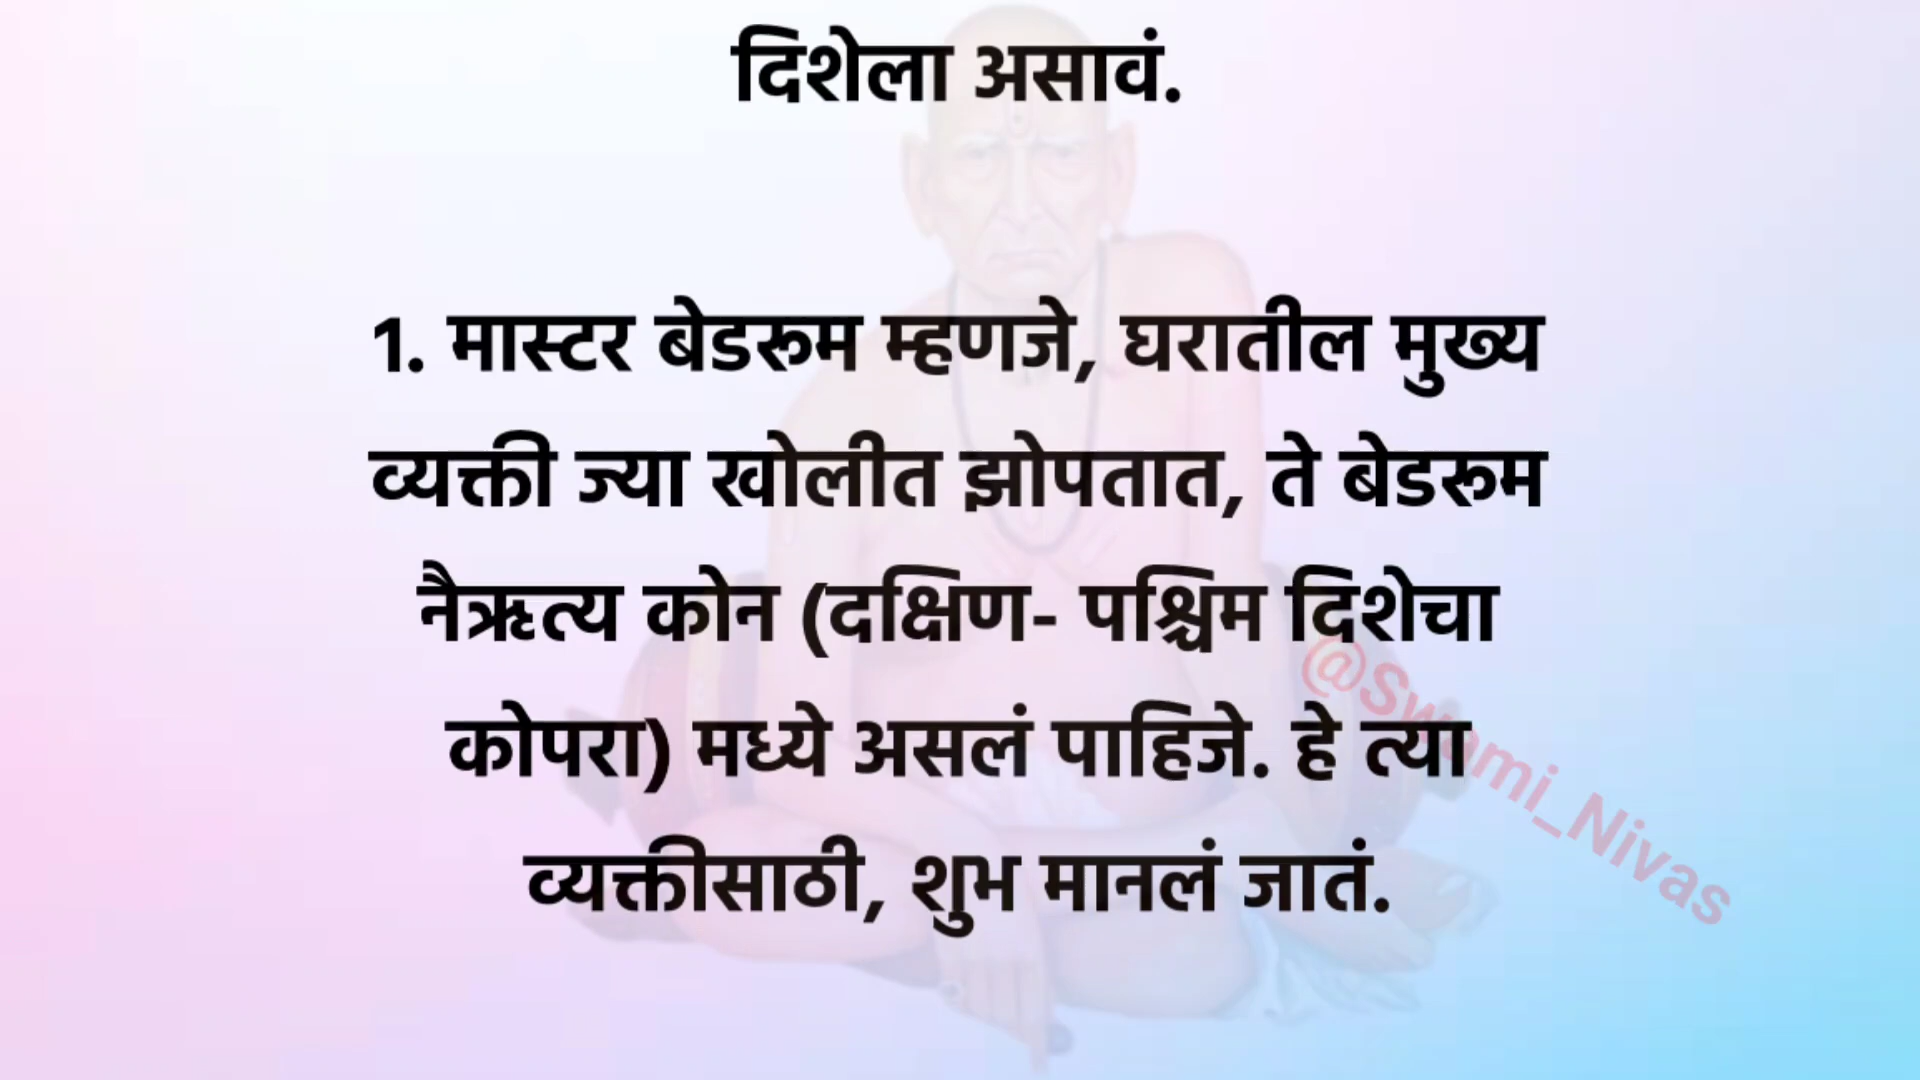 दिशेला असावं.
1. मास्टर बेडरूम म्हणजे, घरातील मुख्य
व्यक्ती ज्या खोलीत झोपतात, ते बेडरूम
नैऋत्य कोन (दक्षिण- पश्चिम दिशेचा
कोपरा) मध्ये असलं पाहिजे. हे त्या
व्यक्तीसाठी, शुभ मानलं जातं.
@Swami_Nivas